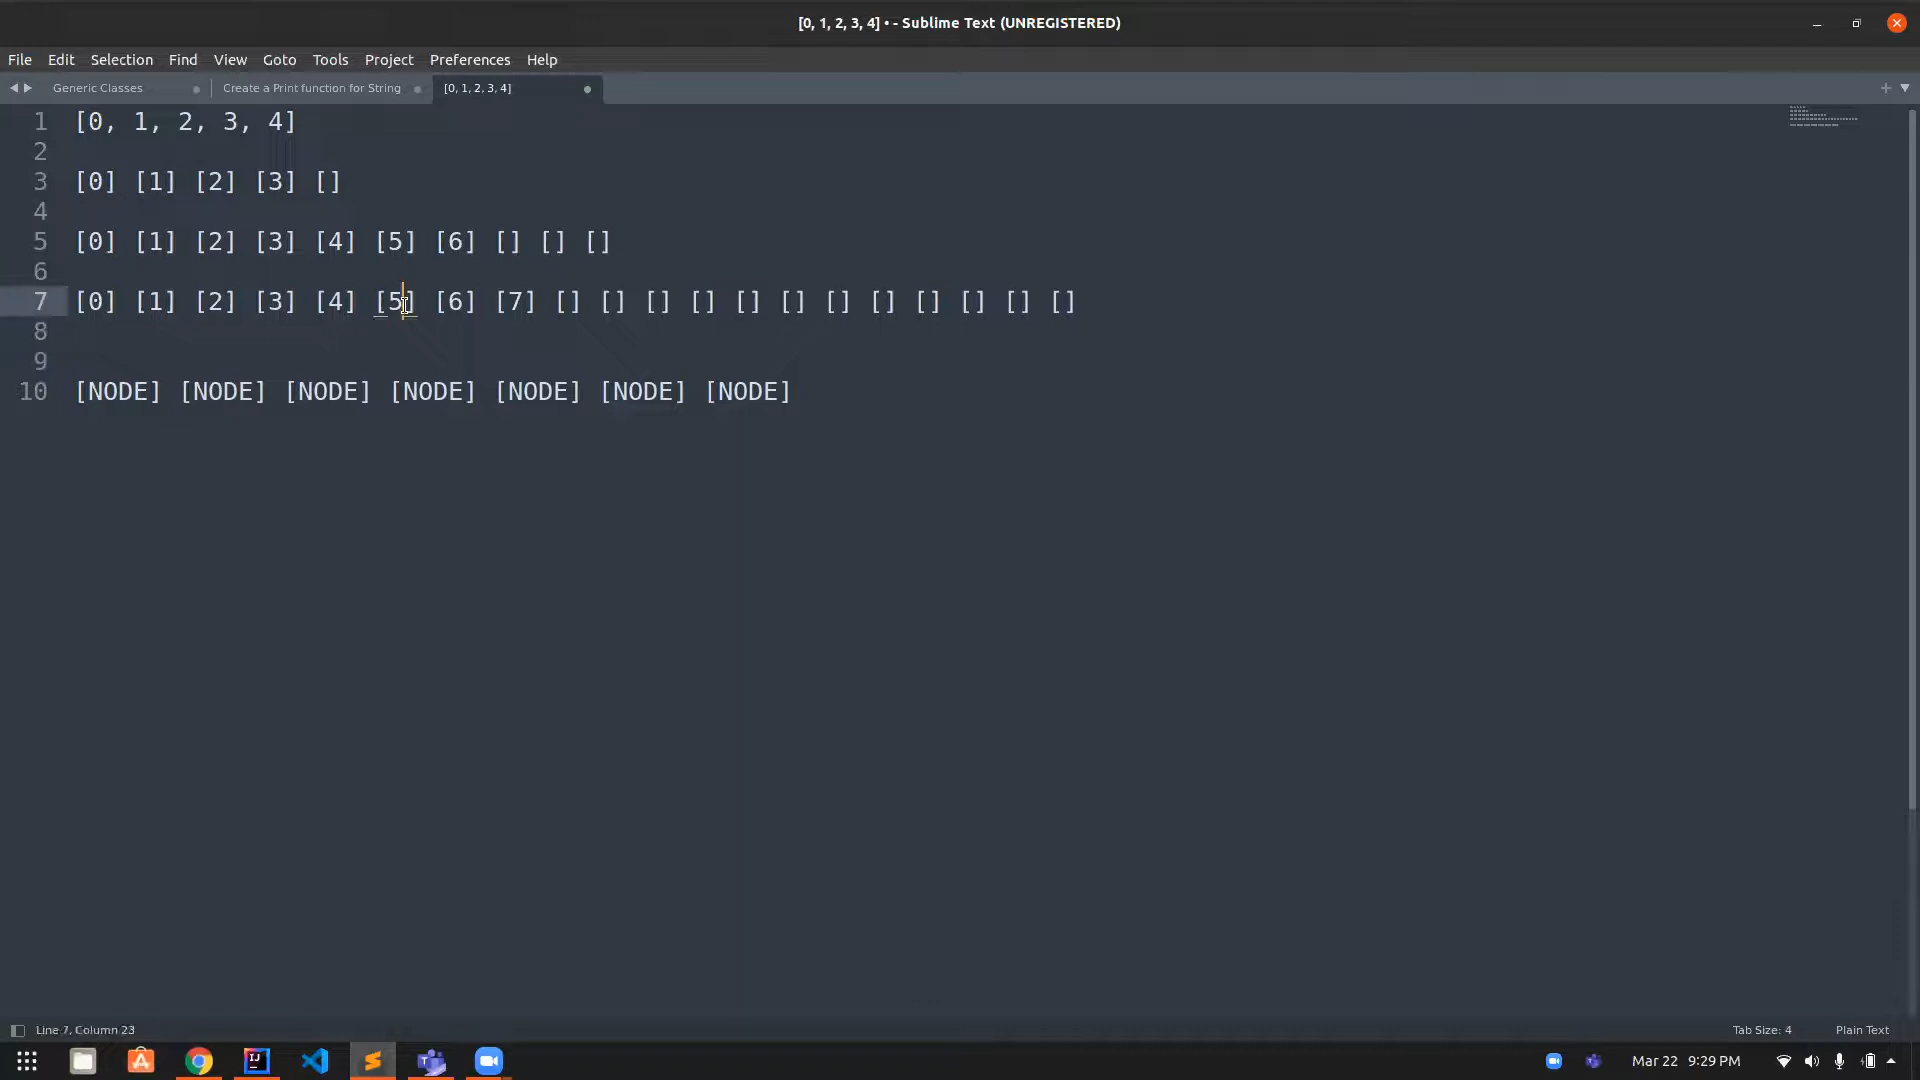 [0, 1, 2, 3, 4] • - Sublime Text (UNREGISTERED)
File Edit Selection Find View Goto Tools Project Preferences Help
Generic Classes Create a Print function for String [0, 1, 2, 3, 4]
1 [0, 1, 2, 3, 4]
2
3 [0] [1] [2] [3] []
4
5 [0] [1] [2] [3] [4] [5] [6] [] [] []
6
7 [0] [1] [2] [3] [4] [5] [6] [7] [] [] [] [] [] [] [] [] [] [] [] []
8
9
10 [NODE] [NODE] [NODE] [NODE] [NODE] [NODE] [NODE]
Line 7, Column 23 Tab Size: 4 Plain Text
Mar 22 9:29 PM